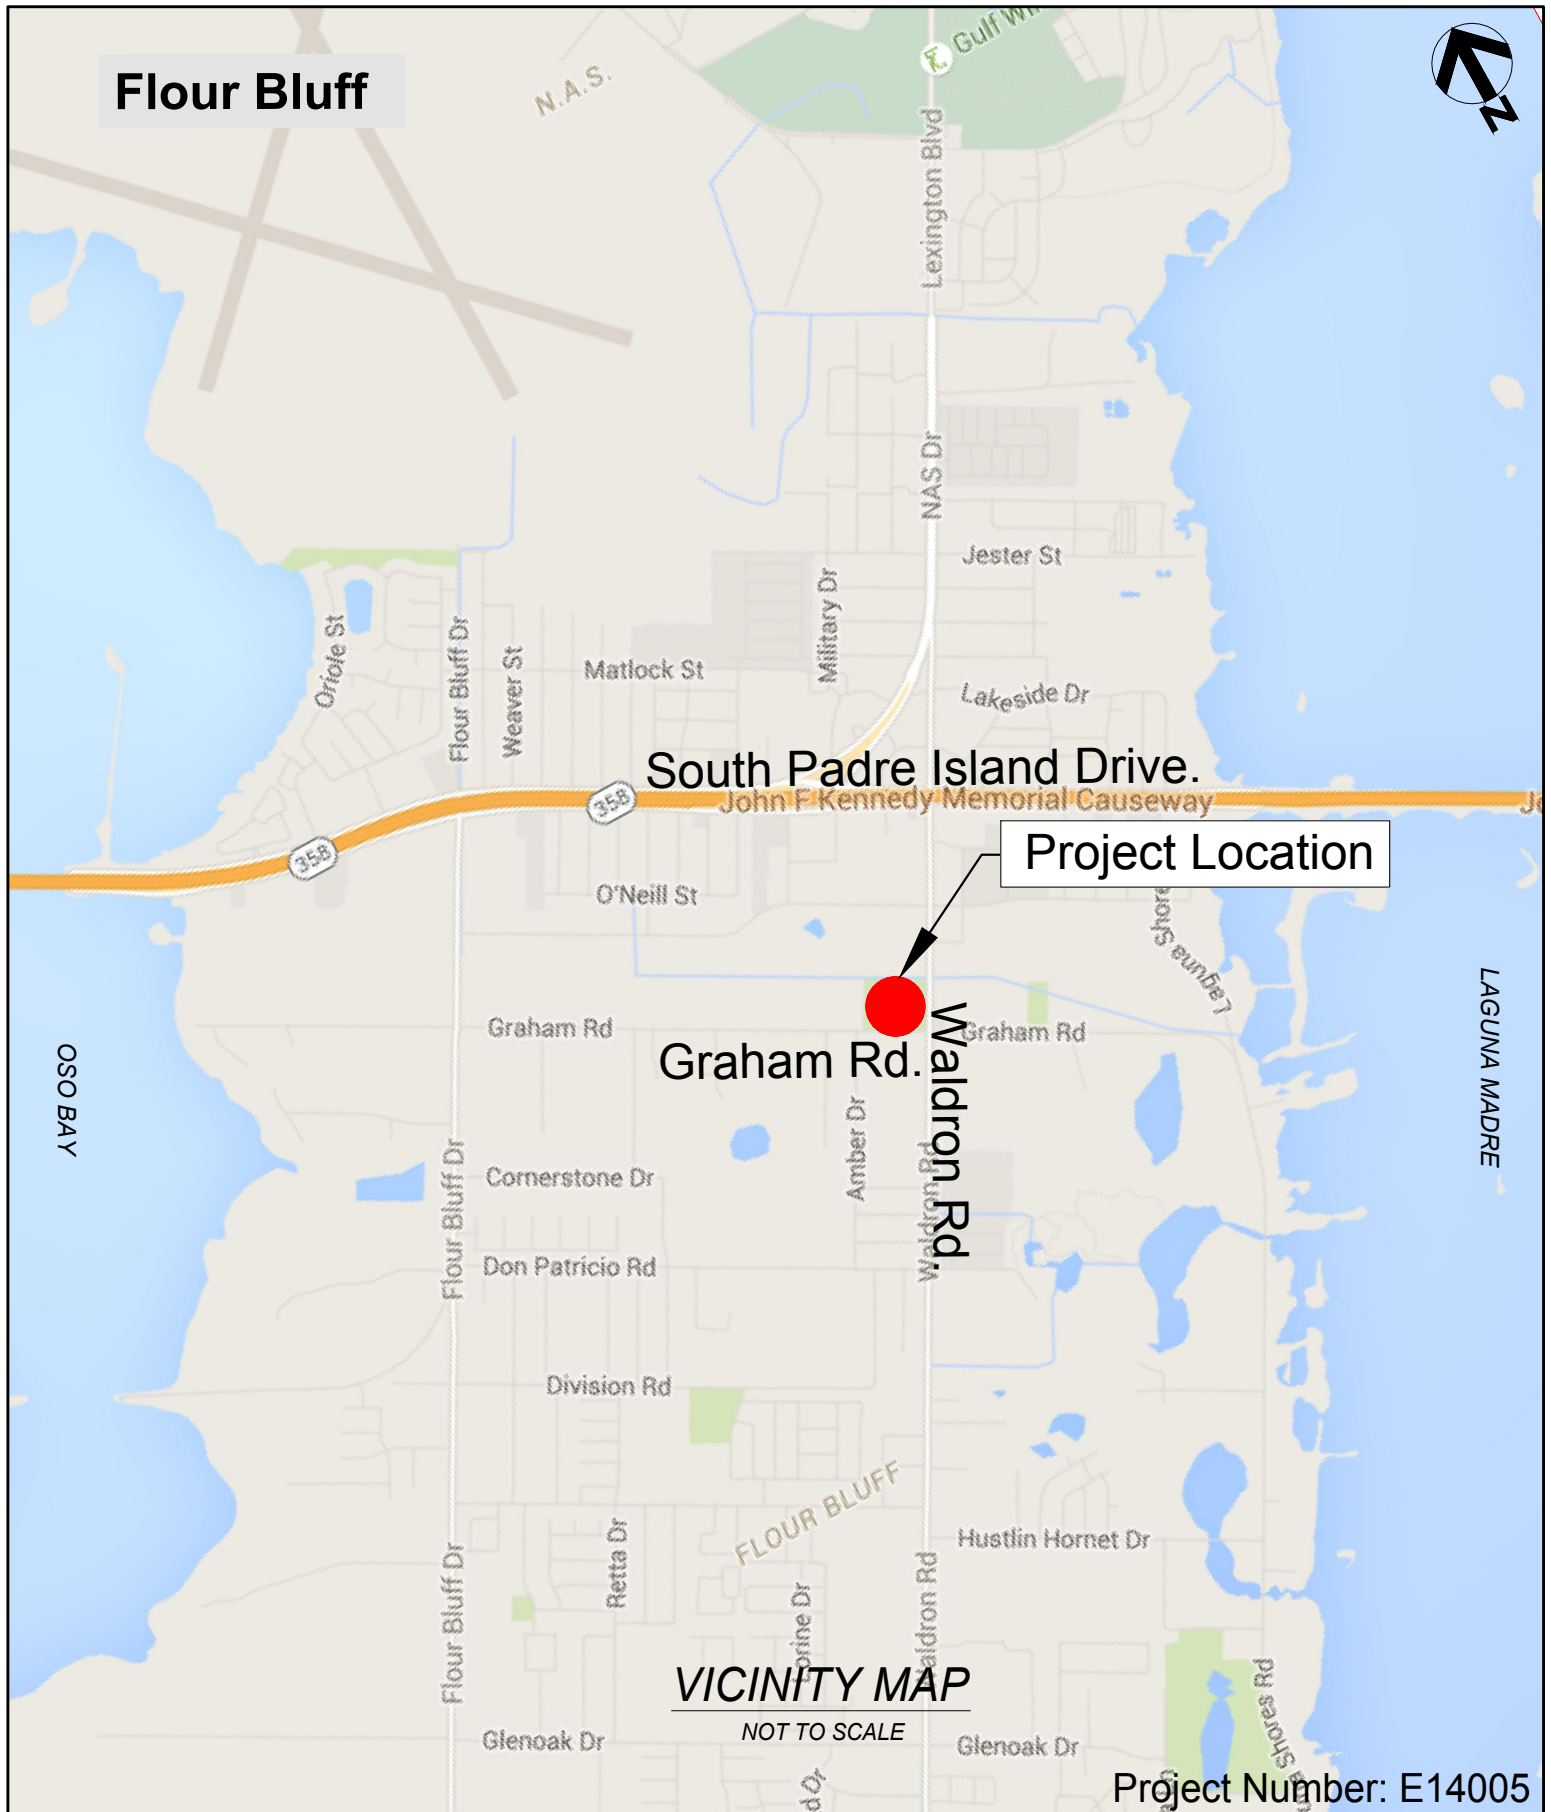 Flour Bluff
N.A.S.
N
Lexington Blvd
NAS Dr
Jester St
Military Dr
Oriole St
Flour Bluff Dr
Weaver St
Matlock St
Lakeside Dr
South Padre Island Drive.
358
John F Kennedy Memorial Causeway
358
Project Location
O'Neill St
Laguna
Graham Rd
Graham Rd
Graham Rd.
Waldron Rd.
OSO BAY
LAGUNA MADRE
Amber Dr
Flour Bluff Dr
Cornerstone Dr
Waldron Rd
Don Patricio Rd
Division Rd
FLOUR BLUFF
Flour Bluff Dr
Retta Dr
Hustlin Hornet Dr
Waldron Rd
Lorine Dr
VICINITY MAP
NOT TO SCALE
Glenoak Dr
Glenoak Dr
Shores Rd
Project Number: E14005